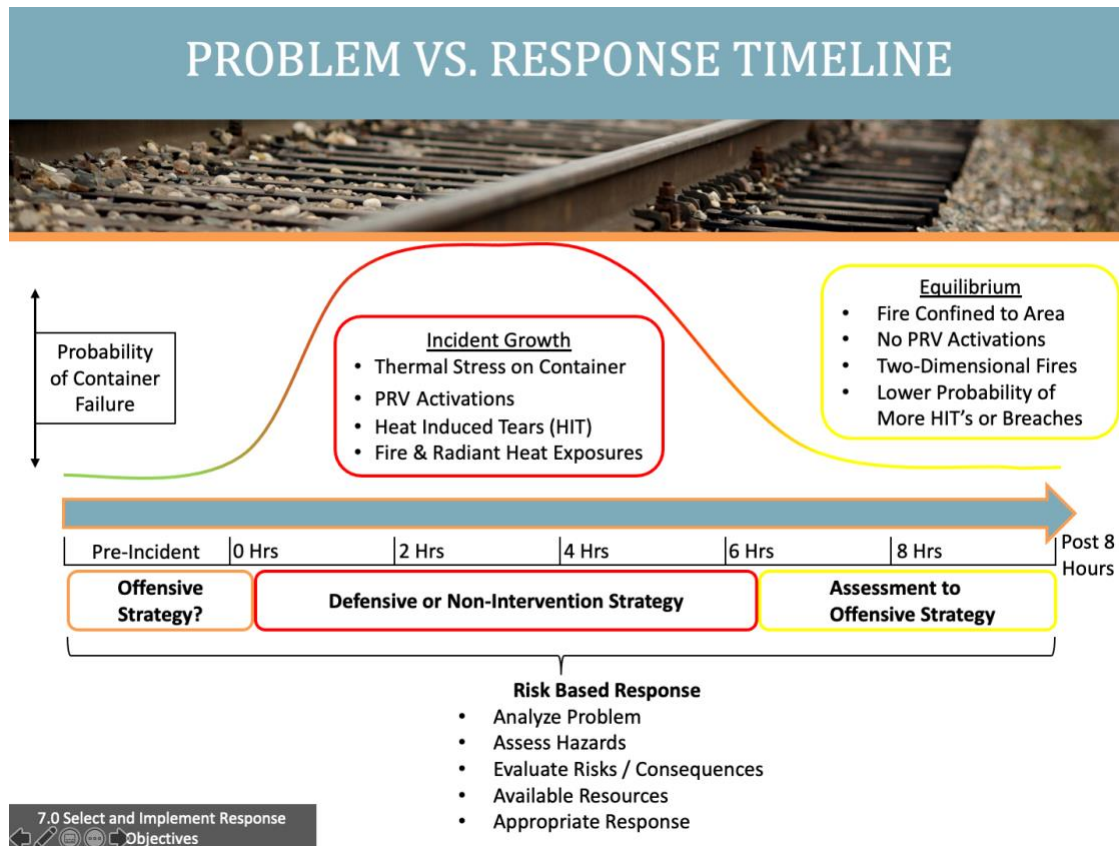 PROBLEM VS. RESPONSE TIMELINE
Probability
of Container
Failure
Incident Growth
• Thermal Stress on Container
• PRV Activations
• Heat Induced Tears (HIT)
• Fire & Radiant Heat Exposures
Equilibrium
• Fire Confined to Area
• No PRV Activations
• Two-Dimensional Fires
• Lower Probability of
More HIT's or Breaches
Pre-Incident
0 Hrs
2 Hrs
4 Hrs
6 Hrs
8 Hrs
Post 8
Hours
Offensive
Strategy?
Defensive or Non-Intervention Strategy
Assessment to
Offensive Strategy
Risk Based Response
• Analyze Problem
• Assess Hazards
• Evaluate Risks / Consequences
• Available Resources
• Appropriate Response
7.0 Select and Implement Response
Objectives